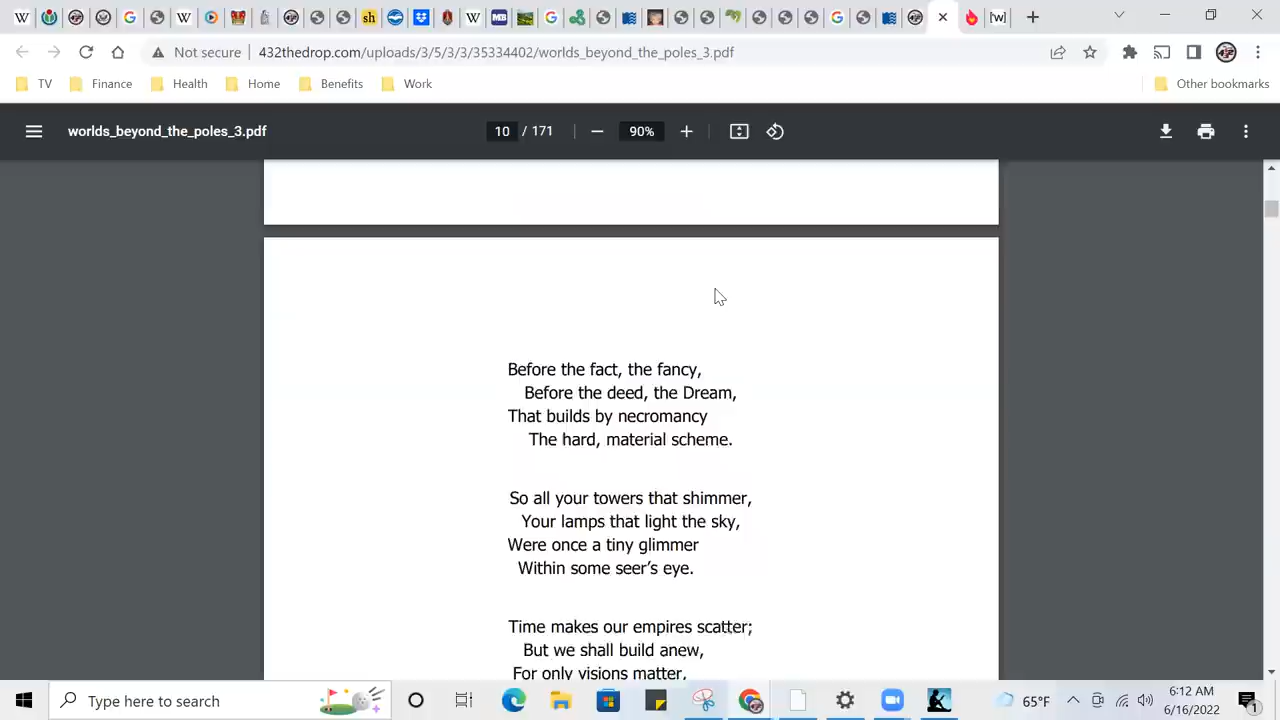 Not secure
432thedrop.com/uploads/3/5/3/3/35334402/worlds_beyond_the_poles_3.pdf
TV
Finance
Health
Home
Benefits
Work
Other bookmarks
worlds_beyond_the_poles_3.pdf
10 / 171
90%
Before the fact, the fancy,
Before the deed, the Dream,
That builds by necromancy
The hard, material scheme.
So all your towers that shimmer,
Your lamps that light the sky,
Were once a tiny glimmer
Within some seer's eye.
Time makes our empires scatter;
But we shall build anew,
For only visions matter,
Type here to search
65°F
6:12 AM
6/16/2022
1